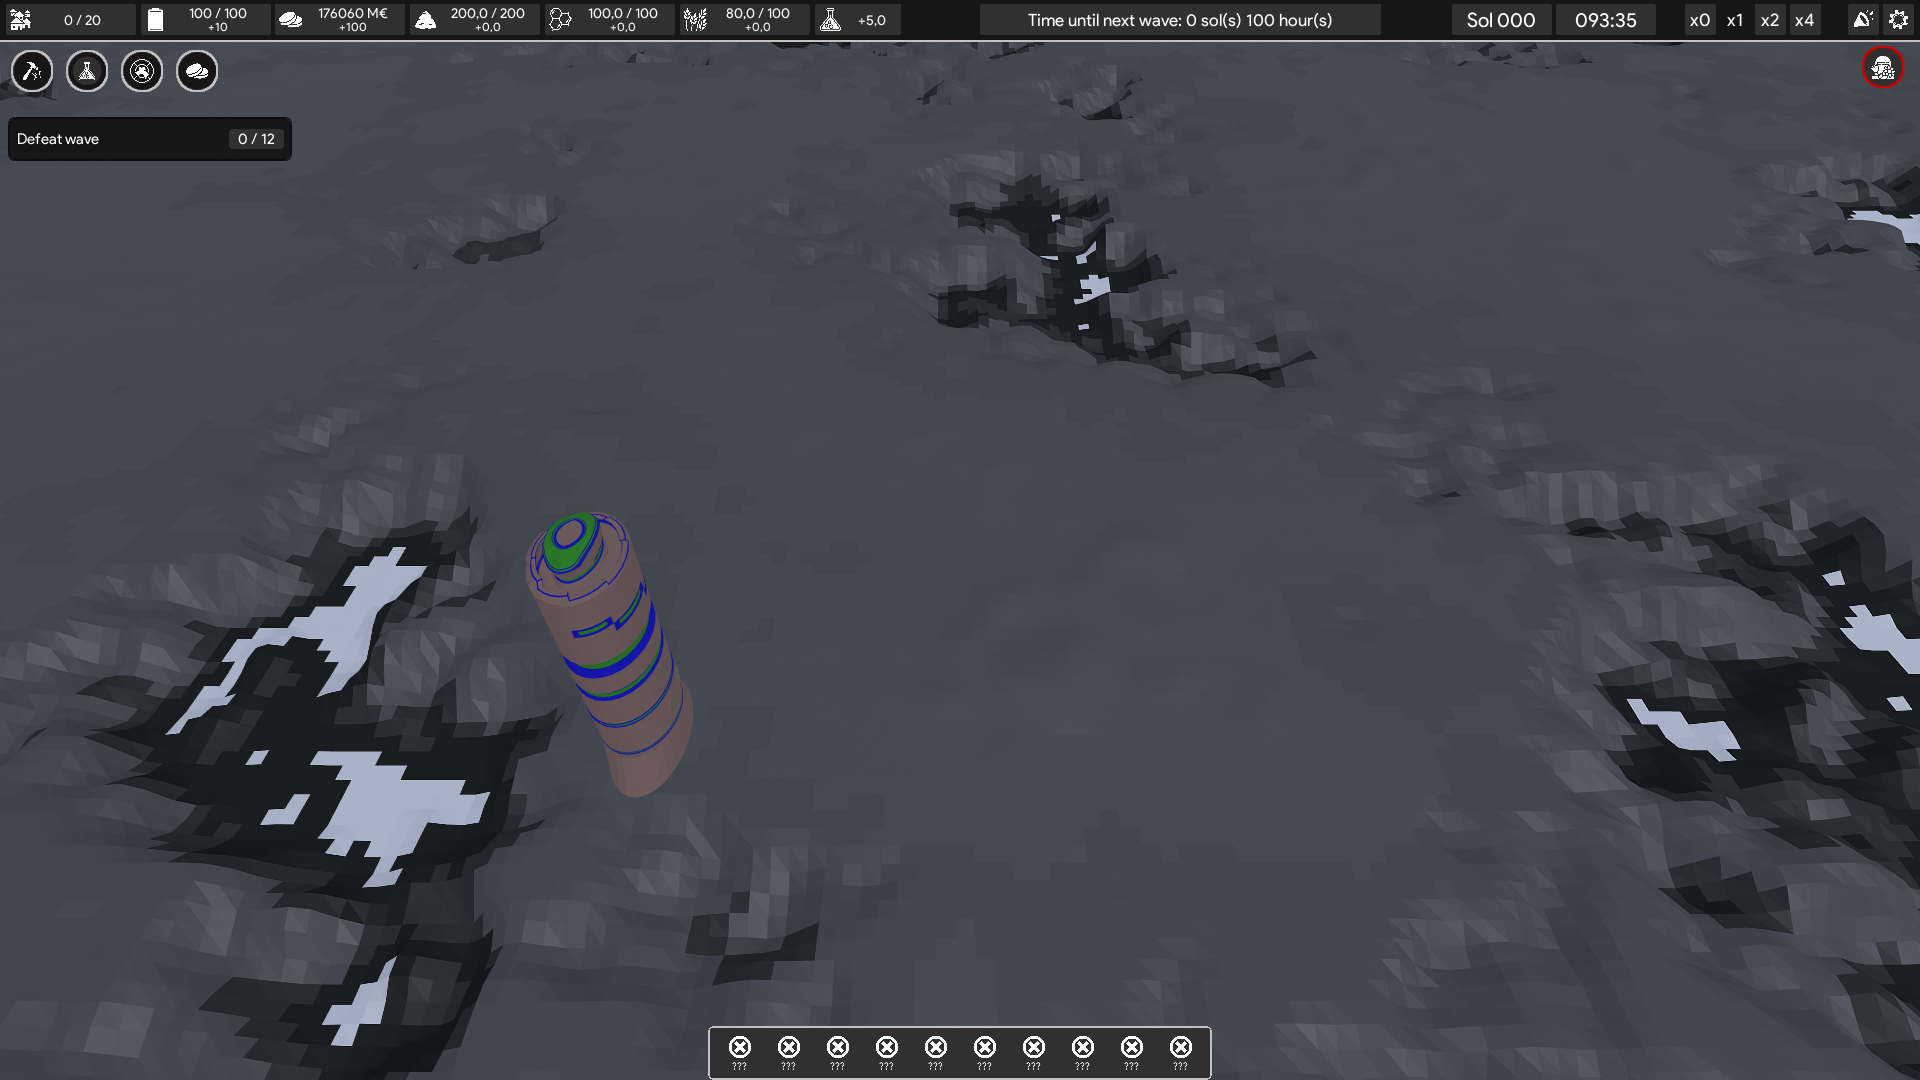 0 / 20
100 / 100
+10
176060 M€
+100
200,0 / 200
+0,0
100,0 / 100
+0,0
80,0 / 100
+0,0
+5,0
Time until next wave: 0 sol(s) 100 hour(s)
Sol 000
093:35
x0 x1 x2 x4
Defeat wave 0 / 12
??? ??? ??? ??? ??? ??? ??? ??? ??? ???